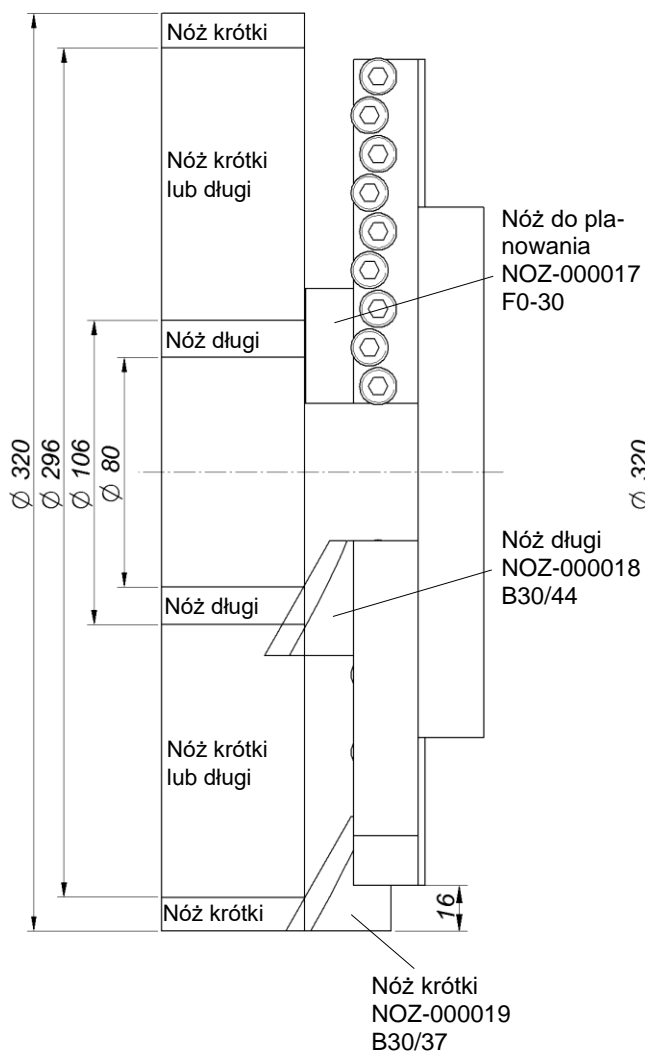 Nóż krótki
Nóż krótki
lub długi
Nóż długi
Nóż do pla-
nowania
NOZ-000017
F0-30
Ø 320
Ø 296
Ø 106
Ø 80
Ø 320
Nóż długi
NOZ-000018
B30/44
Nóż długi
Nóż krótki
lub długi
Nóż krótki
16
Nóż krótki
NOZ-000019
B30/37